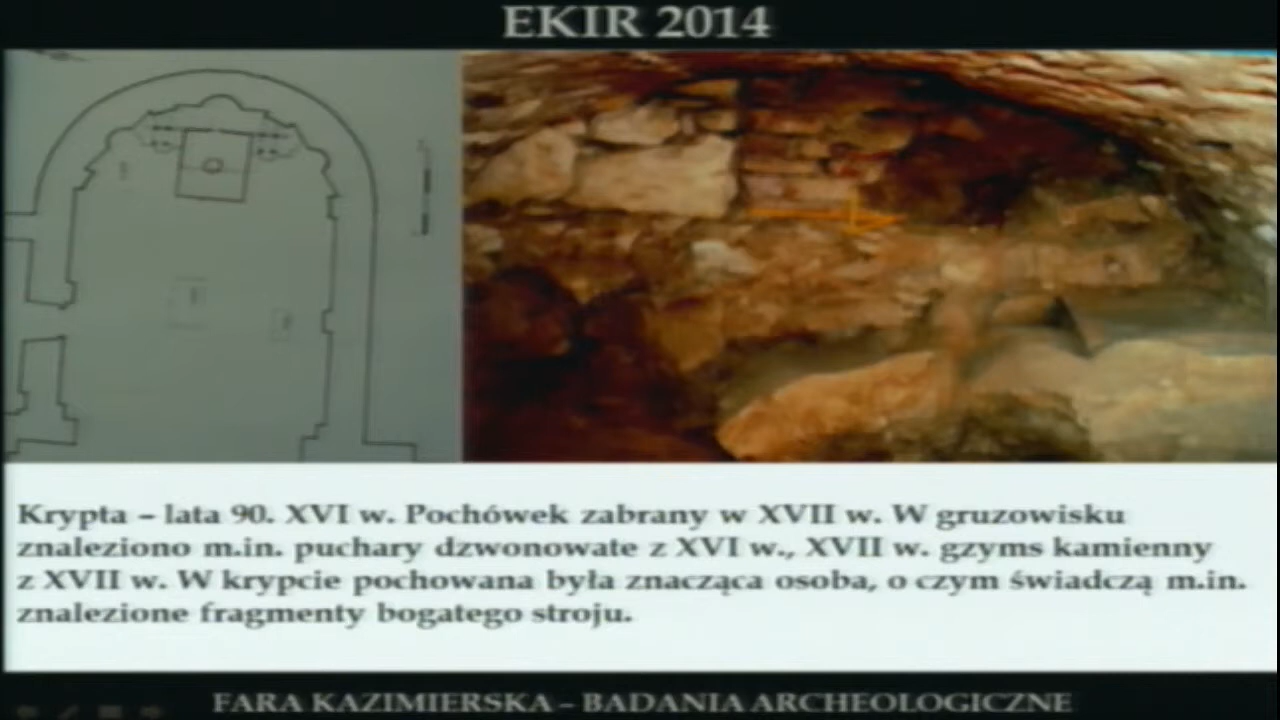 EKIR 2014
Krypta – lata 90. XVI w. Pochówek zabrany w XVII w. W gruzowisku
znaleziono m.in. puchary dzwonowate z XVI w., XVII w. gzyms kamienny
z XVII w. W krypcie pochowana była znacząca osoba, o czym świadczą m.in.
znalezione fragmenty bogatego stroju.
FARA KAZIMIERSKA – BADANIA ARCHEOLOGICZNE